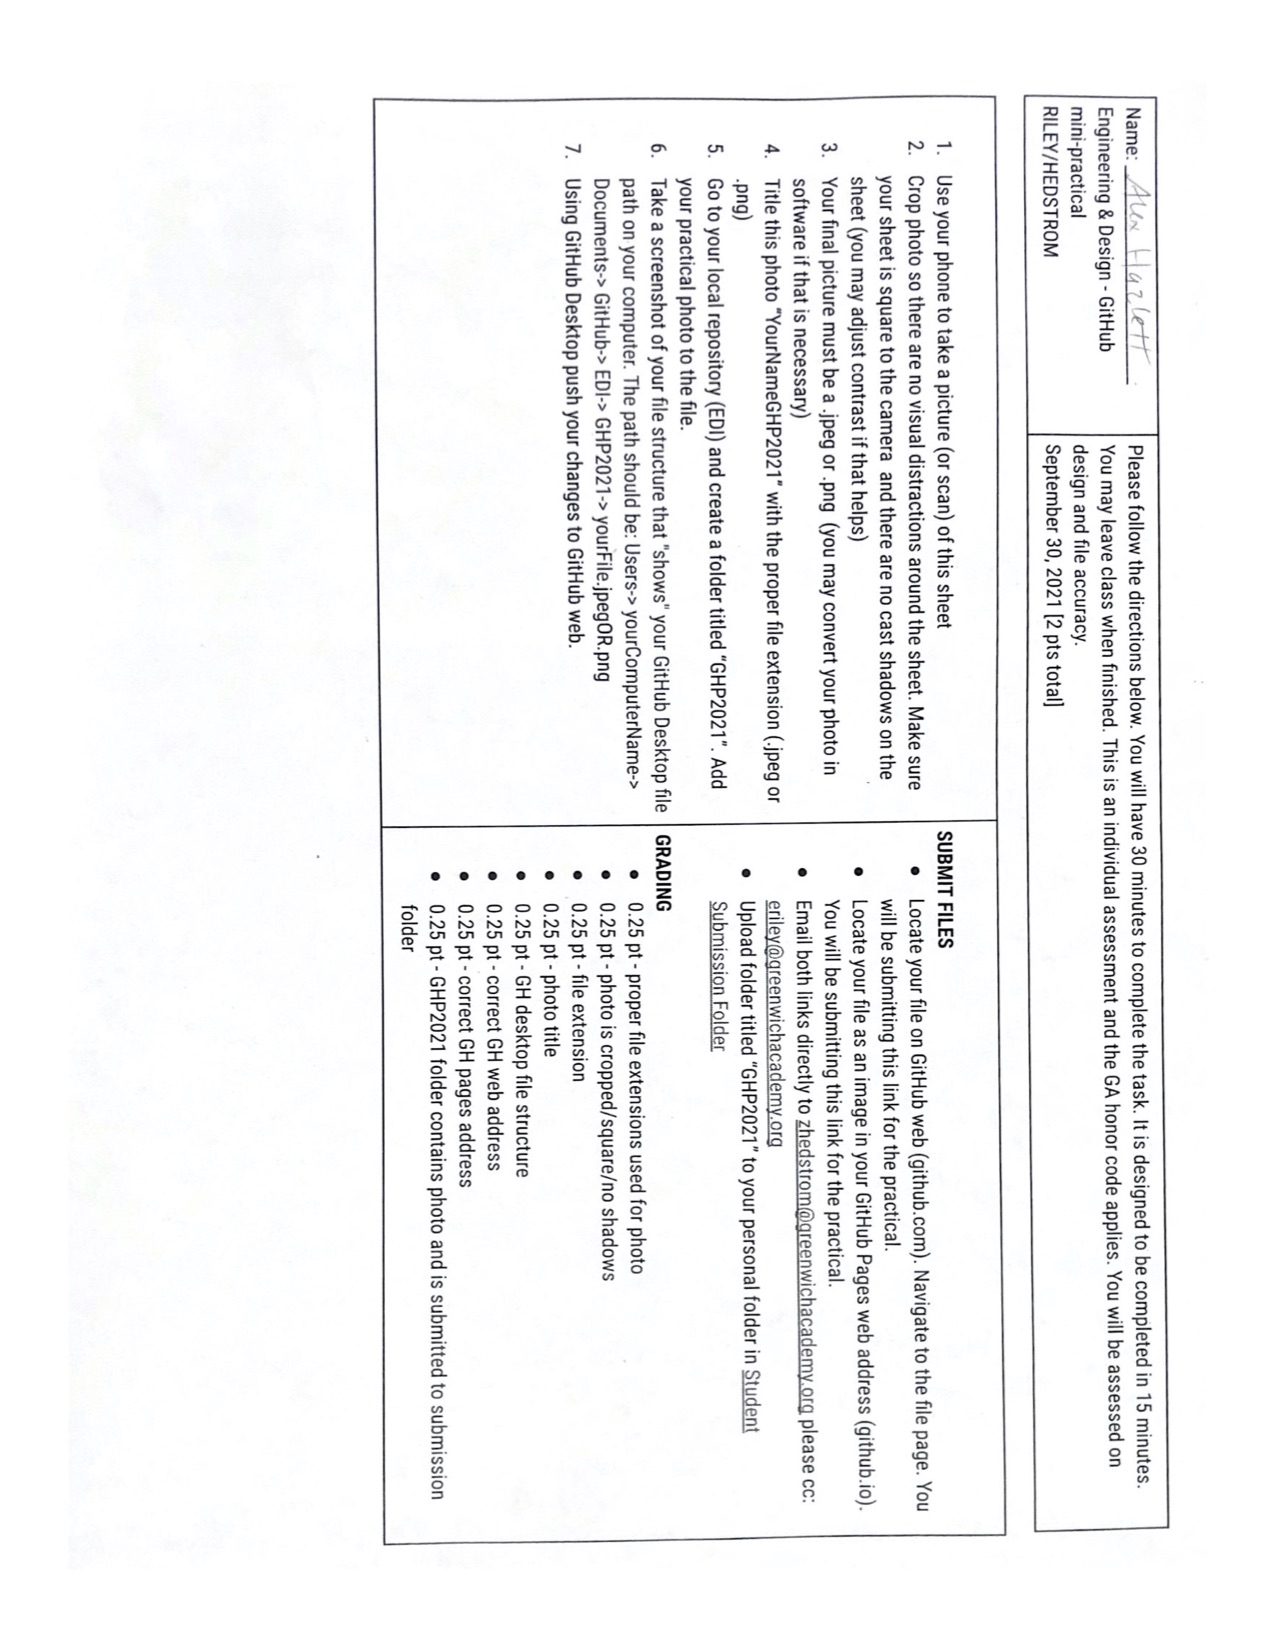 Name: Alex Hazlett
Engineering & Design - GitHub
mini-practical
RILEY/HEDSTROM
Please follow the directions below. You will have 30 minutes to complete the task. It is designed to be completed in 15 minutes.
You may leave class when finished. This is an individual assessment and the GA honor code applies. You will be assessed on
design and file accuracy.
September 30, 2021 [2 pts total]
1. Use your phone to take a picture (or scan) of this sheet
2. Crop photo so there are no visual distractions around the sheet. Make sure
your sheet is square to the camera and there are no cast shadows on the
sheet (you may adjust contrast if that helps)
3. Your final picture must be a .jpeg or .png (you may convert your photo in
software if that is necessary)
4. Title this photo "YourNameGHP2021" with the proper file extension (.jpeg or
.png)
5. Go to your local repository (EDI) and create a folder titled "GHP2021". Add
your practical photo to the file.
6. Take a screenshot of your file structure that "shows" your GitHub Desktop file
path on your computer. The path should be: Users-> yourComputerName->
Documents-> GitHub-> EDI-> GHP2021-> yourFile.jpegOR.png
7. Using GitHub Desktop push your changes to GitHub web.
SUBMIT FILES
● Locate your file on GitHub web (github.com). Navigate to the file page. You
will be submitting this link for the practical.
● Locate your file as an image in your GitHub Pages web address (github.io).
You will be submitting this link for the practical.
● Email both links directly to zhedstrom@greenwichacademy.org please cc:
eriley@greenwichacademy.org
● Upload folder titled "GHP2021" to your personal folder in Student
Submission Folder
GRADING
● 0.25 pt - proper file extensions used for photo
● 0.25 pt - photo is cropped/square/no shadows
● 0.25 pt - file extension
● 0.25 pt - photo title
● 0.25 pt - GH desktop file structure
● 0.25 pt - correct GH web address
● 0.25 pt - correct GH pages address
● 0.25 pt - GHP2021 folder contains photo and is submitted to submission
folder